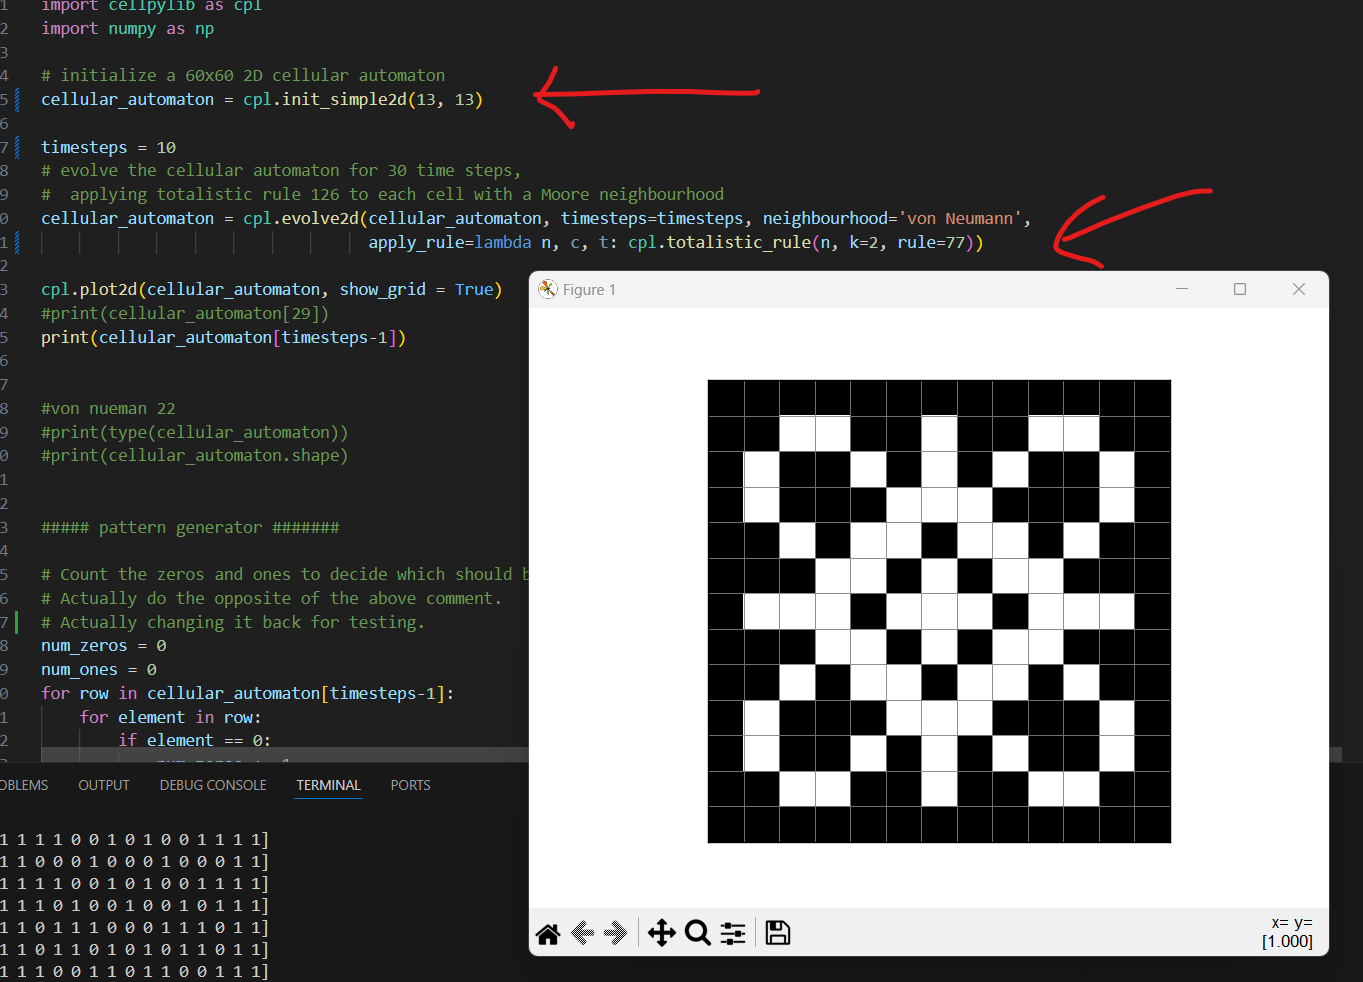 1 import cellpylib as cpl
2 import numpy as np
3
4 # initialize a 60x60 2D cellular automaton
5 cellular_automaton = cpl.init_simple2d(13, 13)
6
7 timesteps = 10
8 # evolve the cellular automaton for 30 time steps,
9 #  applying totalistic rule 126 to each cell with a Moore neighbourhood
0 cellular_automaton = cpl.evolve2d(cellular_automaton, timesteps=timesteps, neighbourhood='von Neumann',
1 apply_rule=lambda n, c, t: cpl.totalistic_rule(n, k=2, rule=77))
2
3 cpl.plot2d(cellular_automaton, show_grid = True)
4 #print(cellular_automaton[29])
5 print(cellular_automaton[timesteps-1])
6
7
8 #von nueman 22
9 #print(type(cellular_automaton))
0 #print(cellular_automaton.shape)
1
2
3 ##### pattern generator #######
4
5 # Count the zeros and ones to decide which should b
6 # Actually do the opposite of the above comment.
7 # Actually changing it back for testing.
8 num_zeros = 0
9 num_ones = 0
0 for row in cellular_automaton[timesteps-1]:
1 for element in row:
2 if element == 0:
Figure 1
x= y=
[1.000]
OBLEMS OUTPUT DEBUG CONSOLE TERMINAL PORTS
1 1 1 1 0 0 1 0 1 0 0 1 1 1 1]
1 1 0 0 0 1 0 0 0 1 0 0 0 1 1]
1 1 1 1 0 0 1 0 1 0 0 1 1 1 1]
1 1 1 0 1 0 0 1 0 0 1 0 1 1 1]
1 1 0 1 1 1 0 0 0 1 1 1 0 1 1]
1 1 0 1 1 0 1 0 1 0 1 1 0 1 1]
1 1 1 0 0 1 1 0 1 1 0 0 1 1 1]